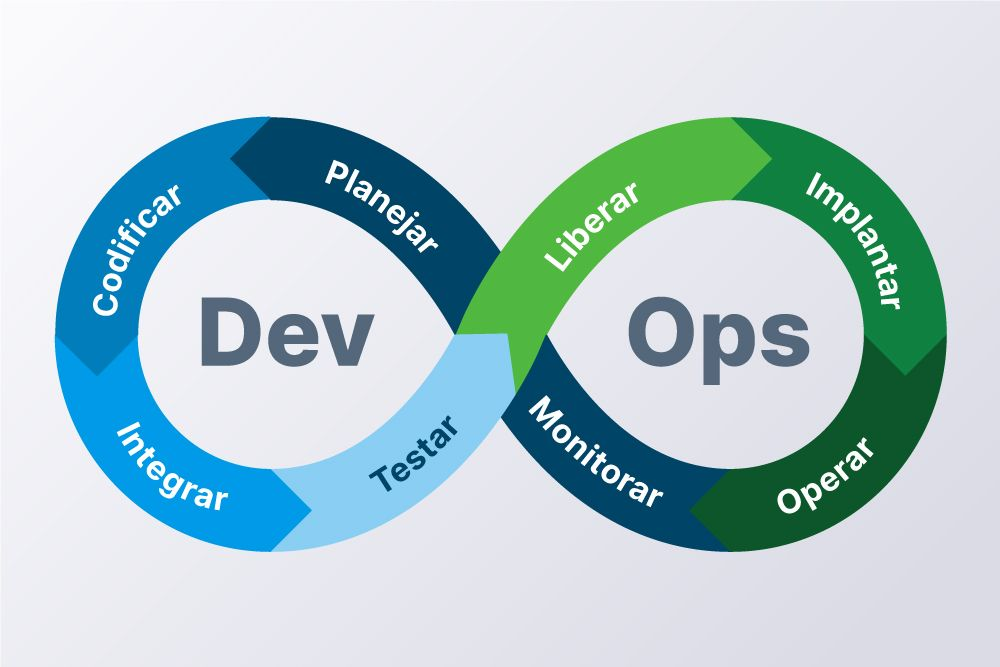 Dev
Ops
Planejar
Codificar
Integrar
Testar
Liberar
Implantar
Operar
Monitorar